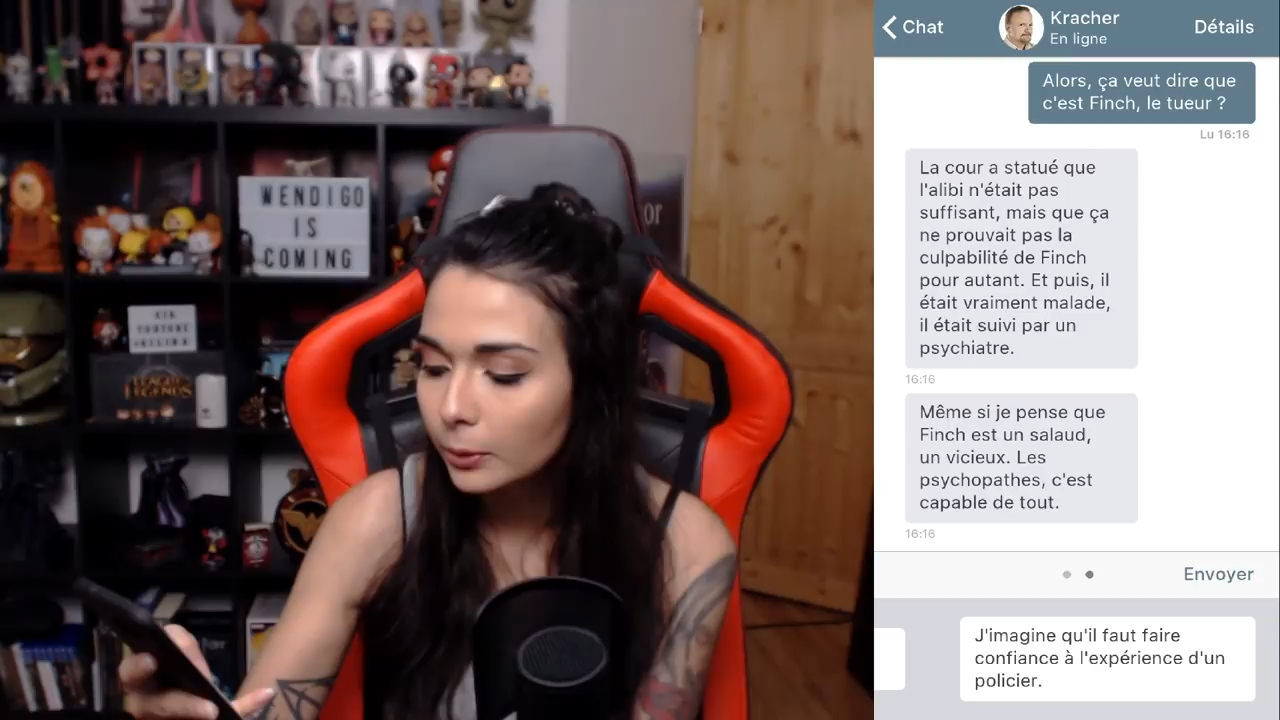 WENDIGO
IS
COMING
LEAGUE of
LEGENDS
or
Chat
Kracher
En ligne
Détails
Alors, ça veut dire que
c'est Finch, le tueur ?
Lu 16:16
La cour a statué que
l'alibi n'était pas
suffisant, mais que ça
ne prouvait pas la
culpabilité de Finch
pour autant. Et puis, il
était vraiment malade,
il était suivi par un
psychiatre.
16:16
Même si je pense que
Finch est un salaud,
un vicieux. Les
psychopathes, c'est
capable de tout.
16:16
Envoyer
J'imagine qu'il faut faire
confiance à l'expérience d'un
policier.